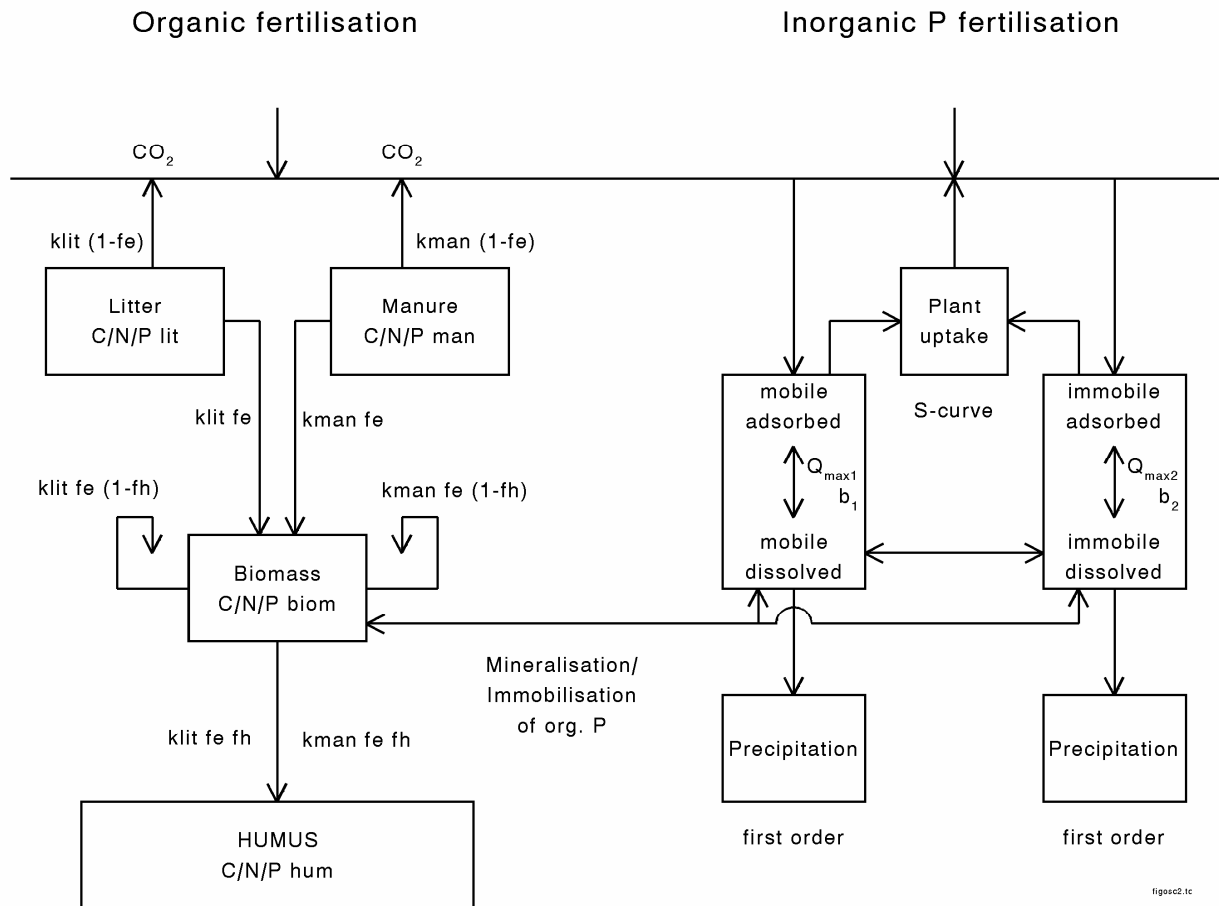 Organic fertilisation
Inorganic P fertilisation
CO2
CO2
klit (1-fe)
kman (1-fe)
Litter
C/N/P lit
Manure
C/N/P man
Plant
uptake
S-curve
klit fe
kman fe
klit fe (1-fh)
kman fe (1-fh)
Biomass
C/N/P biom
mobile
adsorbed
Qmax1
b1
mobile
dissolved
immobile
adsorbed
Qmax2
b2
immobile
dissolved
Mineralisation/
Immobilisation
of org. P
klit fe fh
kman fe fh
Precipitation
Precipitation
first order
first order
HUMUS
C/N/P hum
figosc2.tc